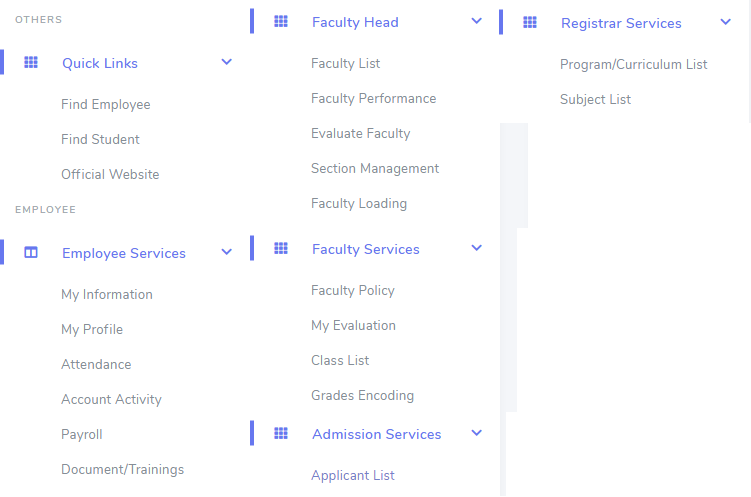 OTHERS
Quick Links
Find Employee
Find Student
Official Website
EMPLOYEE
Employee Services
My Information
My Profile
Attendance
Account Activity
Payroll
Document/Trainings
Faculty Head
Faculty List
Faculty Performance
Evaluate Faculty
Section Management
Faculty Loading
Faculty Services
Faculty Policy
My Evaluation
Class List
Grades Encoding
Admission Services
Applicant List
Registrar Services
Program/Curriculum List
Subject List